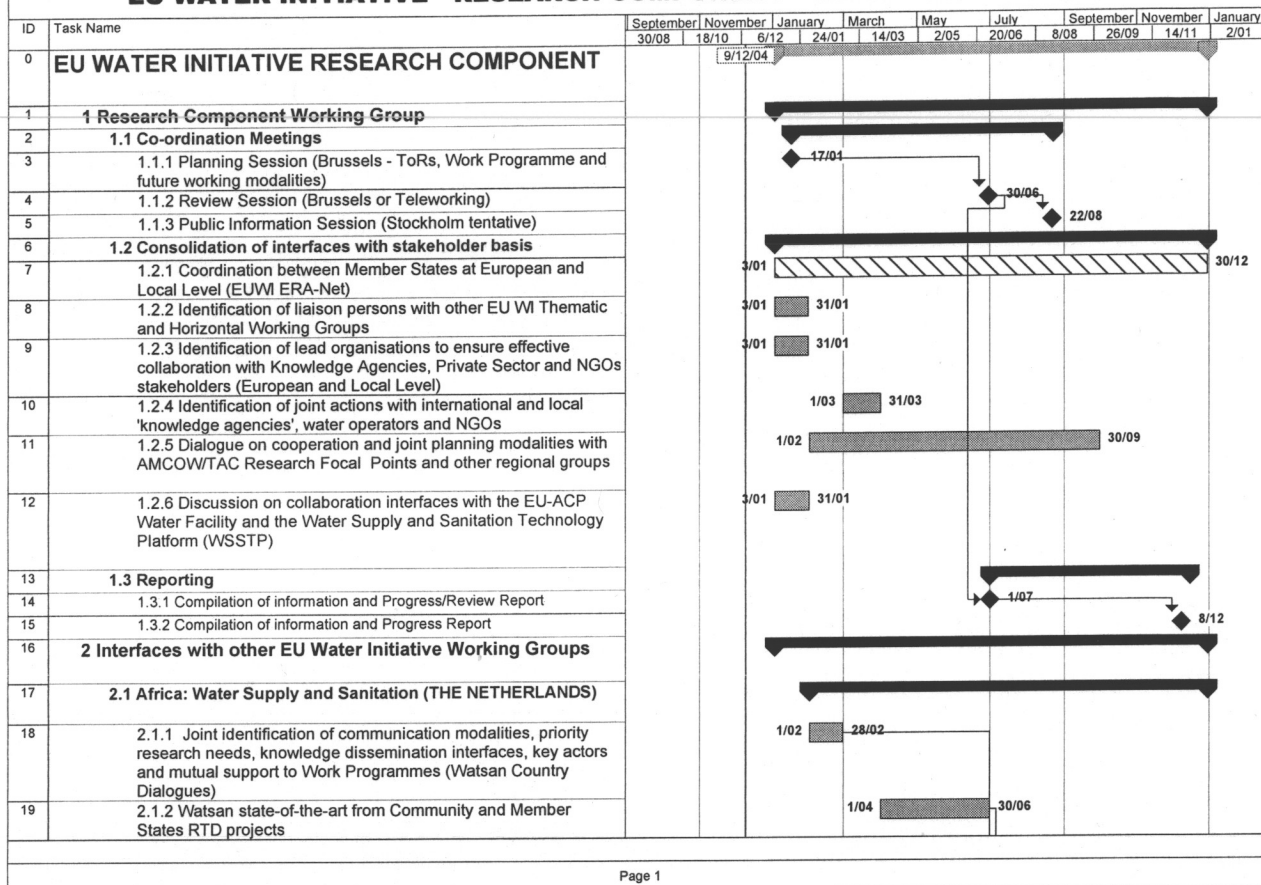 ID Task Name September November January March May July September November January
30/08 18/10 6/12 24/01 14/03 2/05 20/06 8/08 26/09 14/11 2/01
0 EU WATER INITIATIVE RESEARCH COMPONENT 9/12/04
1 1 Research Component Working Group
2 1.1 Co-ordination Meetings
3 1.1.1 Planning Session (Brussels - ToRs, Work Programme and 17/01
future working modalities)
4 1.1.2 Review Session (Brussels or Teleworking) 30/06
5 1.1.3 Public Information Session (Stockholm tentative) 22/08
6 1.2 Consolidation of interfaces with stakeholder basis
7 1.2.1 Coordination between Member States at European and 3/01 30/12
Local Level (EUWI ERA-Net)
8 1.2.2 Identification of liaison persons with other EU WI Thematic 3/01 31/01
and Horizontal Working Groups
9 1.2.3 Identification of lead organisations to ensure effective 3/01 31/01
collaboration with Knowledge Agencies, Private Sector and NGOs
stakeholders (European and Local Level)
10 1.2.4 Identification of joint actions with international and local 1/03 31/03
'knowledge agencies', water operators and NGOs
11 1.2.5 Dialogue on cooperation and joint planning modalities with 1/02 30/09
AMCOW/TAC Research Focal Points and other regional groups
12 1.2.6 Discussion on collaboration interfaces with the EU-ACP 3/01 31/01
Water Facility and the Water Supply and Sanitation Technology
Platform (WSSTP)
13 1.3 Reporting
14 1.3.1 Compilation of information and Progress/Review Report 1/07
15 1.3.2 Compilation of information and Progress Report 8/12
16 2 Interfaces with other EU Water Initiative Working Groups
17 2.1 Africa: Water Supply and Sanitation (THE NETHERLANDS)
18 2.1.1 Joint identification of communication modalities, priority 1/02 28/02
research needs, knowledge dissemination interfaces, key actors
and mutual support to Work Programmes (Watsan Country
Dialogues)
19 2.1.2 Watsan state-of-the-art from Community and Member 1/04 30/06
States RTD projects
Page 1